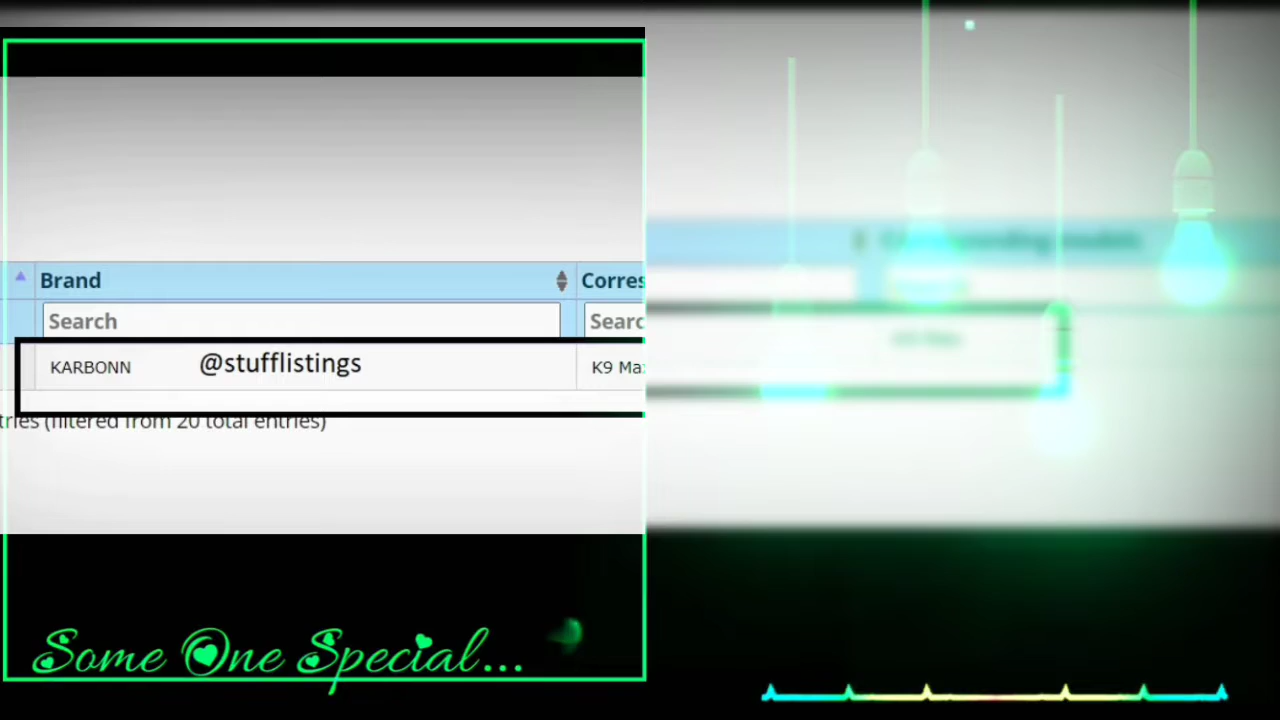 Brand
Corres
Search
Searc
KARBONN
@stufflistings
K9 Ma
tries (filtered from 20 total entries)
Some One Special...